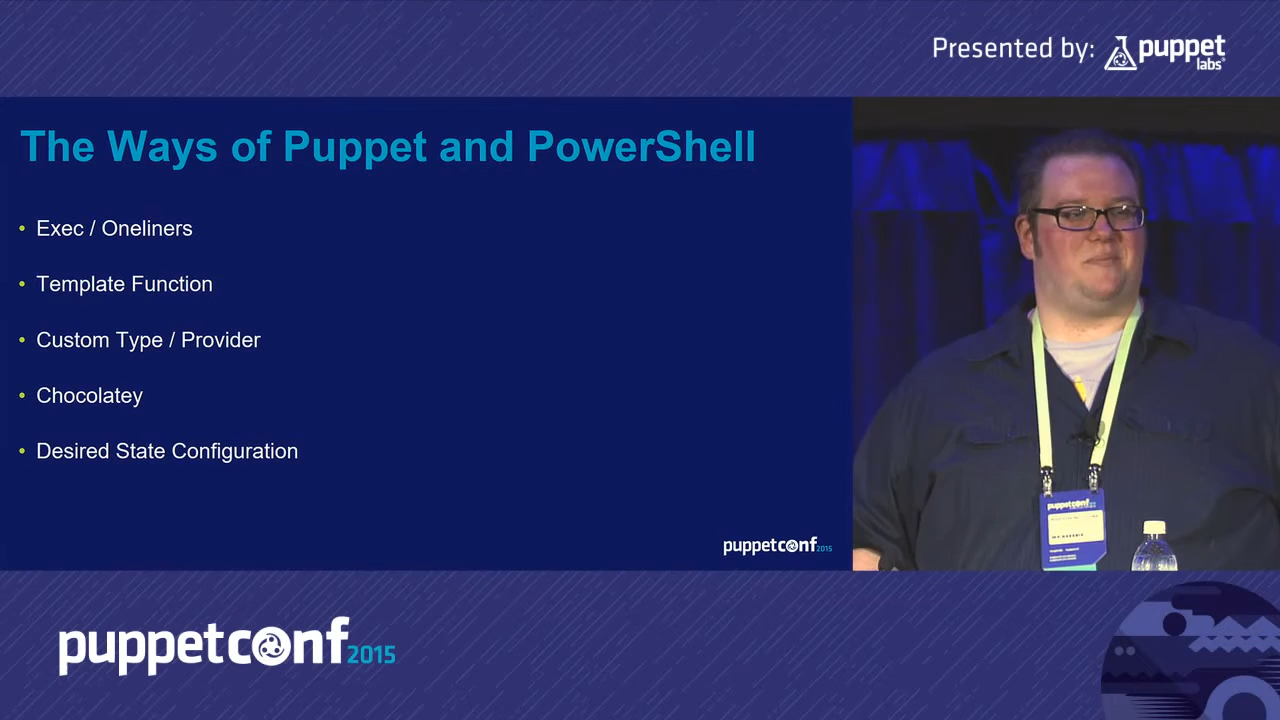 Presented by: puppet
labs
The Ways of Puppet and PowerShell
• Exec / Oneliners
• Template Function
• Custom Type / Provider
• Chocolatey
• Desired State Configuration
puppetconf 2015
puppetconf
puppetconf 2015